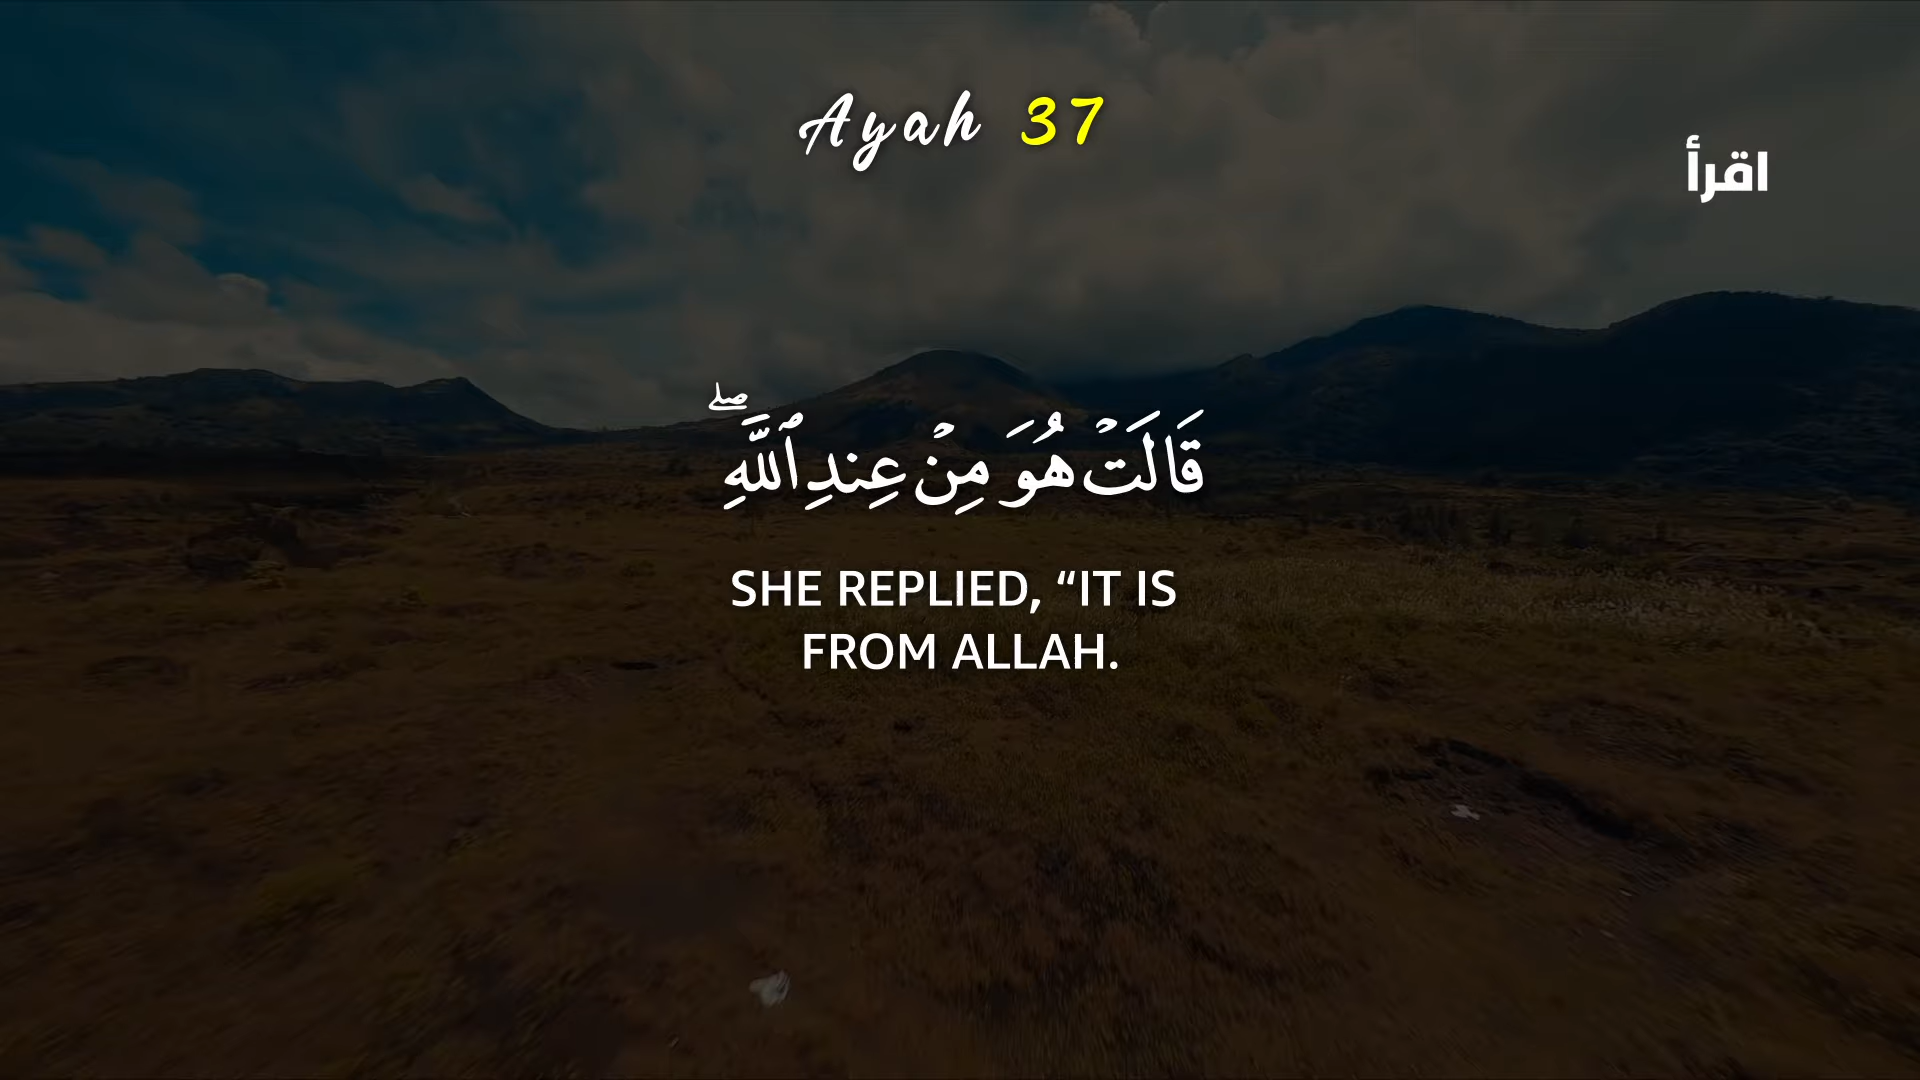 Ayah 37
اقرأ
قَالَتۡ هُوَ مِنۡ عِندِ ٱللَّهِۖ
SHE REPLIED, “IT IS
FROM ALLAH.